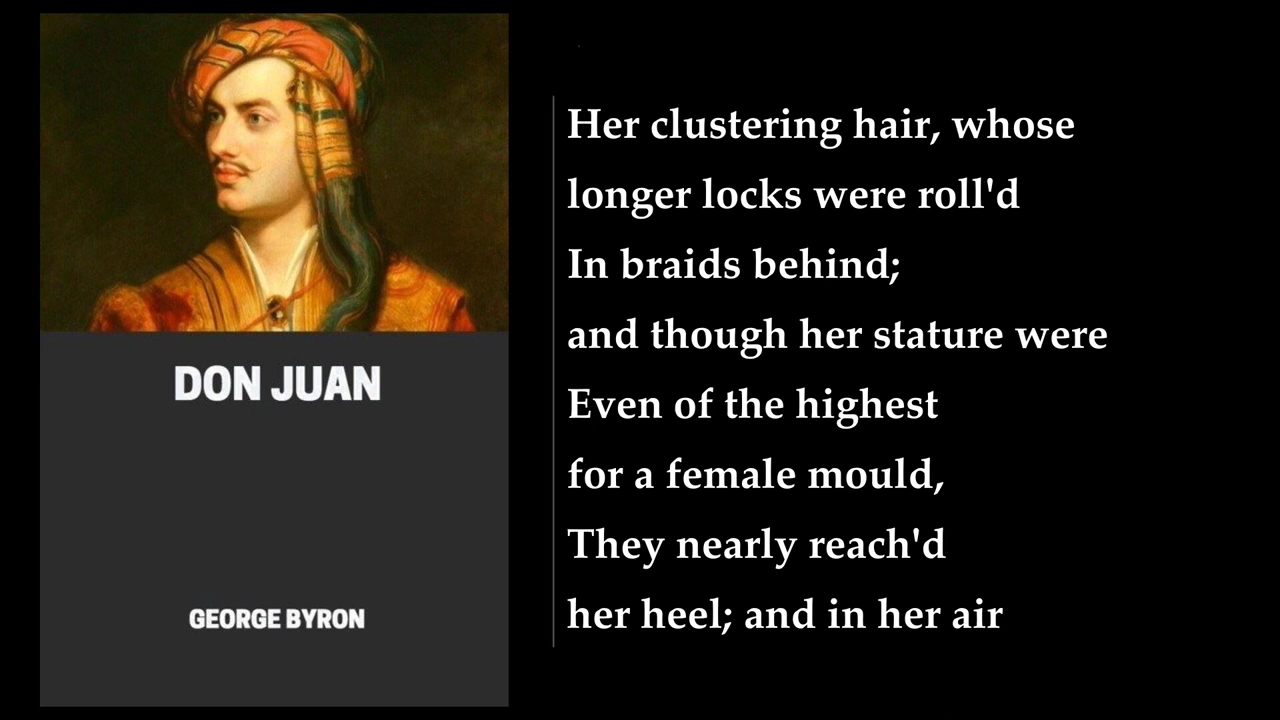 DON JUAN
GEORGE BYRON
Her clustering hair, whose
longer locks were roll'd
In braids behind;
and though her stature were
Even of the highest
for a female mould,
They nearly reach'd
her heel; and in her air